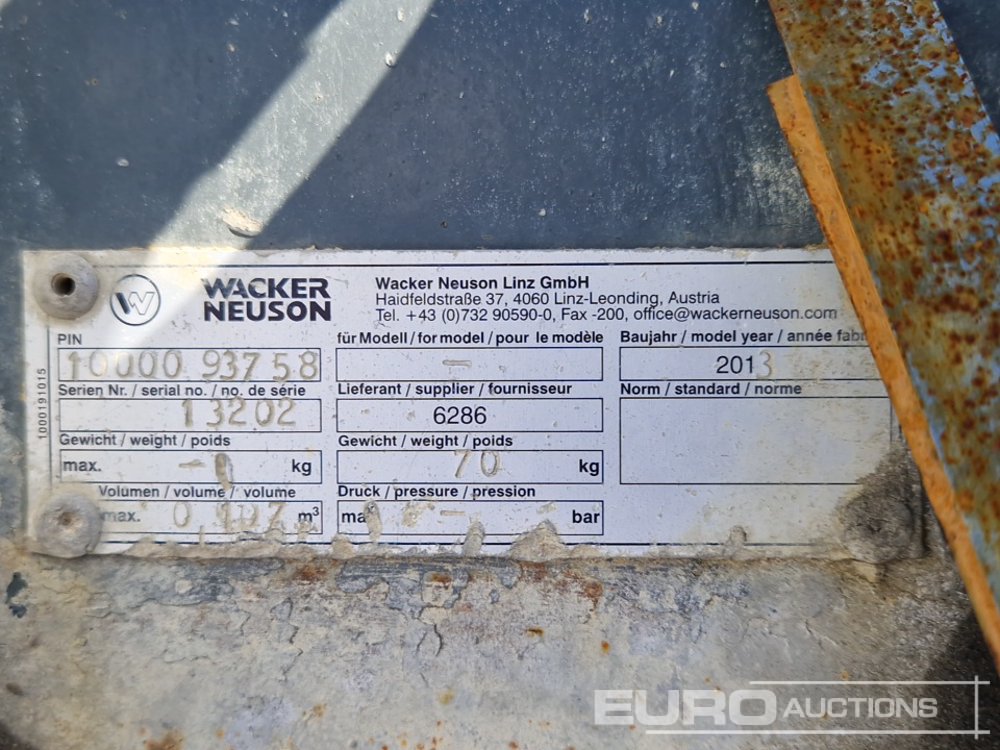 WACKER
NEUSON
Wacker Neuson Linz GmbH
Haidfeldstraße 37, 4060 Linz-Leonding, Austria
Tel. +43 (0)732 90590-0, Fax -200, office@wackerneuson.com
PIN
10000 93758
für Modell / for model / pour le modèle
-
Baujahr / model year / année fabri
2013
Serien Nr. / serial no. / no. de série
13202
Lieferant / supplier / fournisseur
6286
Norm / standard / norme
Gewicht / weight / poids
max. - kg
Gewicht / weight / poids
70 kg
Volumen / volume / volume
max. m³
Druck / pressure / pression
max - bar
1000191015
EURO AUCTIONS